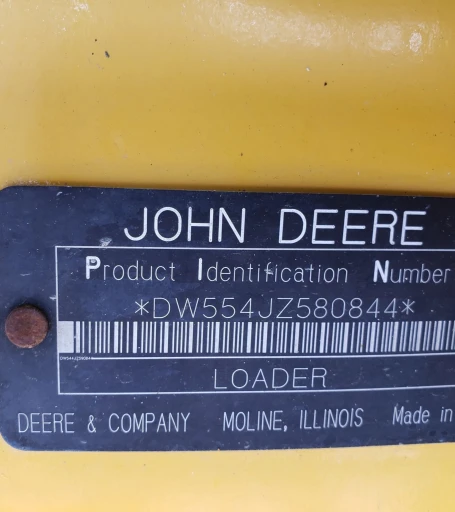 JOHN DEERE
Product Identification Number
*DW554JZ580844*
LOADER
DEERE & COMPANY MOLINE, ILLINOIS Made in